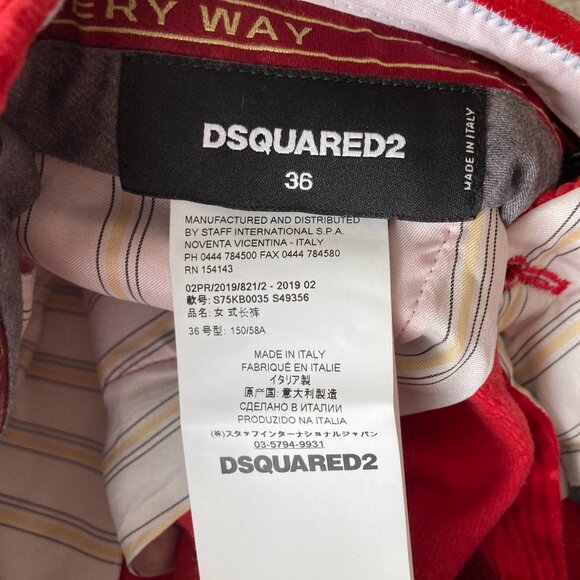 ERY WAY
DSQUARED2
36
MADE IN ITALY
MANUFACTURED AND DISTRIBUTED
BY STAFF INTERNATIONAL S.P.A
NOVENTA VICENTINA - ITALY
PH 0444 784500 FAX 0444 784580
RN 154143
02PR/2019/821/2 - 2019 02
款号: S75KB0035 S49356
品名: 女式长裤
36 号型: 150/58A
MADE IN ITALY
FABRIQUÉ EN ITALIE
イタリア製
原产国: 意大利制造
СДЕЛАНО В ИТАЛИИ
PRODUZIDO NA ITALIA
(株)スタッフインターナショナルジャパン
03-5794-9931
DSQUARED2